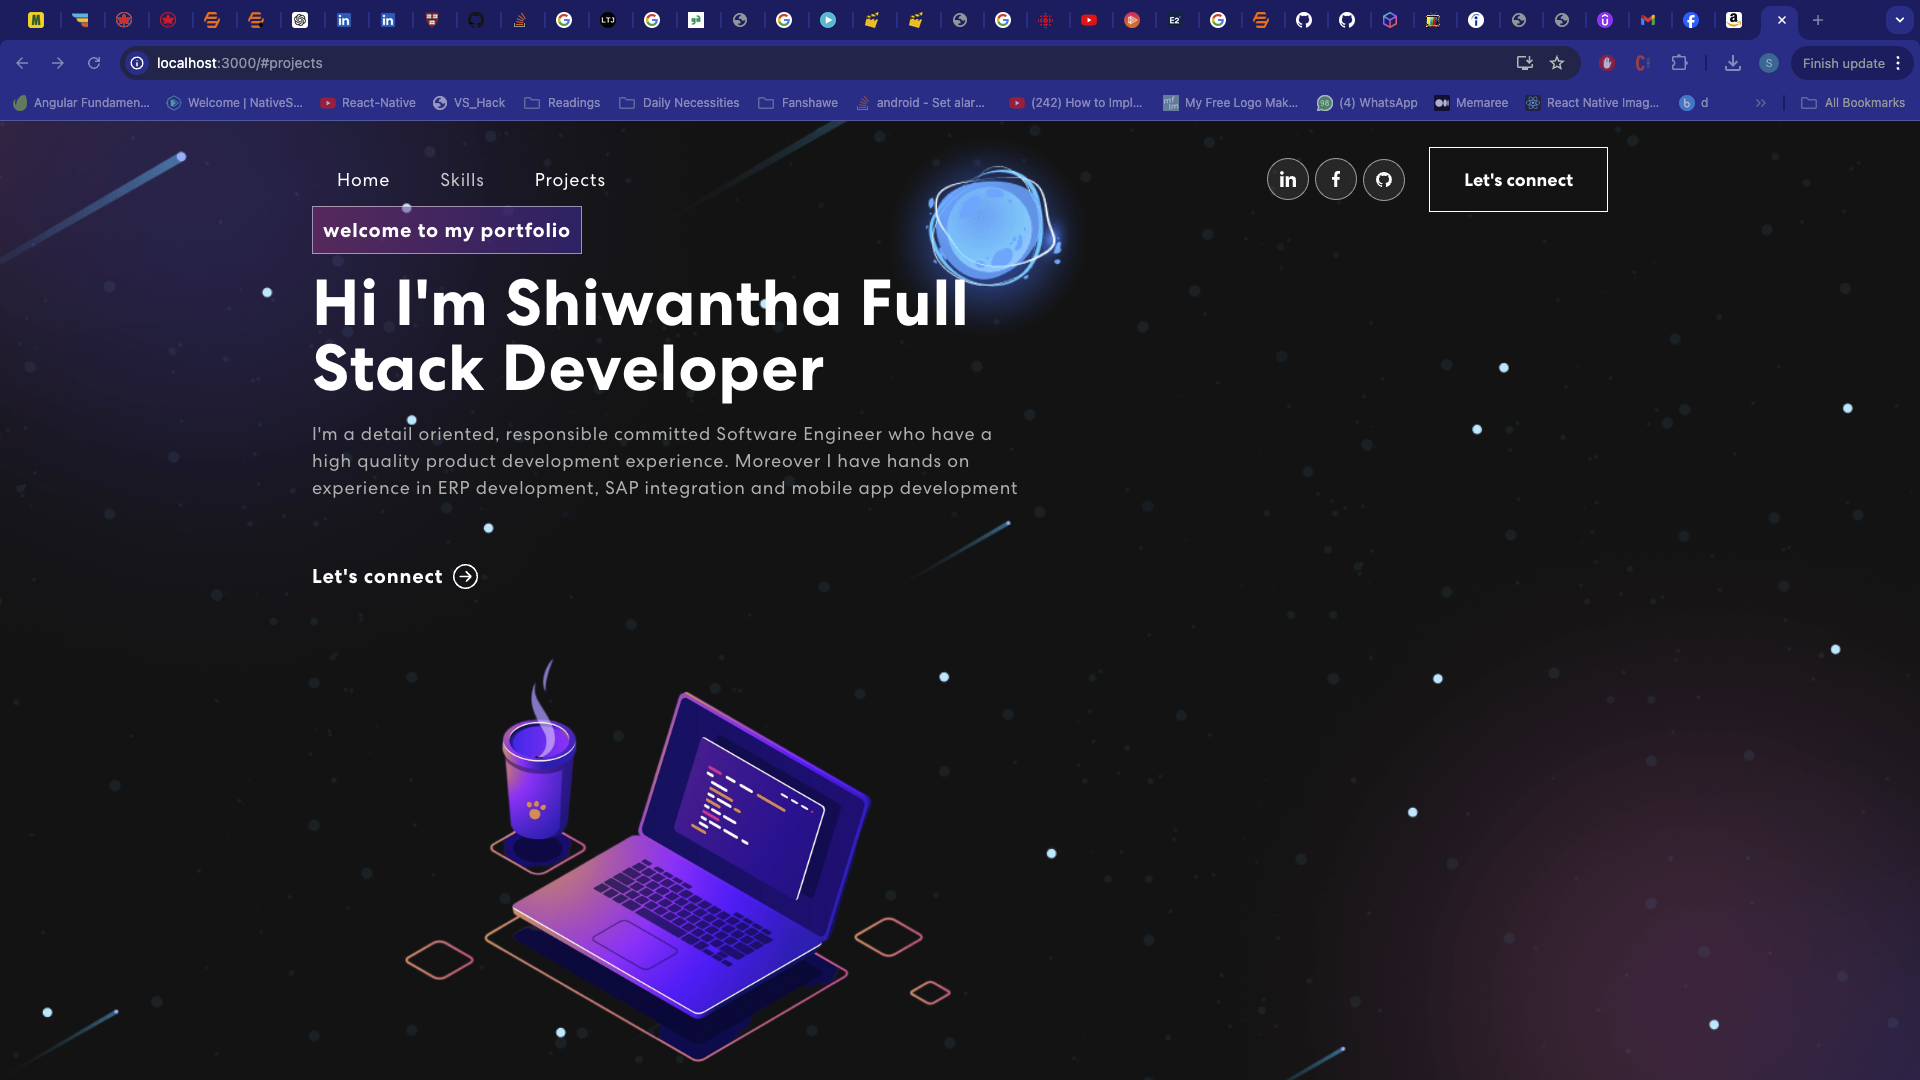 localhost:3000/#projects
Finish update
Angular Fundamen...
Welcome | NativeS...
React-Native
VS_Hack
Readings
Daily Necessities
Fanshawe
android - Set alar...
(242) How to Impl...
My Free Logo Mak...
(4) WhatsApp
Memaree
React Native Imag...
d
All Bookmarks
Home
Skills
Projects
Let's connect
welcome to my portfolio
Hi I'm Shiwantha Full
Stack Developer
I'm a detail oriented, responsible committed Software Engineer who have a
high quality product development experience. Moreover I have hands on
experience in ERP development, SAP integration and mobile app development
Let's connect